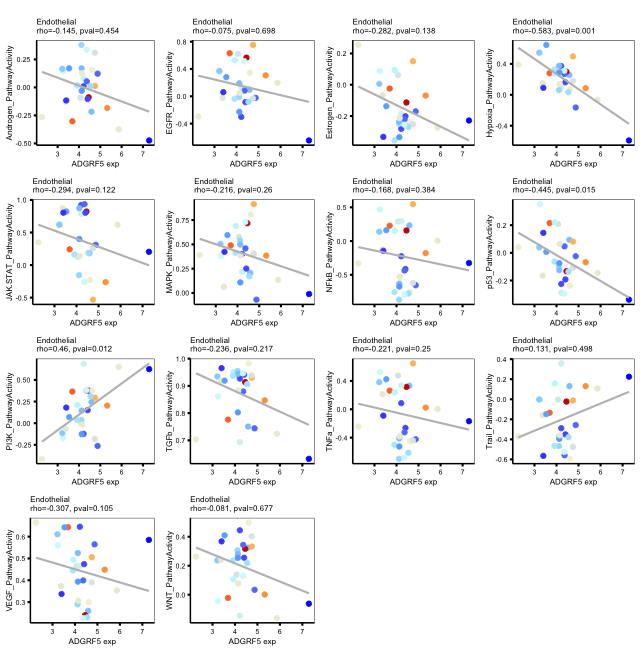 Endothelial
rho=-0.145, pval=0.454
Androgen_PathwayActivity
0.25
0.00
-0.25
-0.50
3 4 5 6 7
ADGRF5 exp
Endothelial
rho=-0.075, pval=0.698
EGFR_PathwayActivity
0.8
0.4
0.0
-0.4
3 4 5 6 7
ADGRF5 exp
Endothelial
rho=-0.282, pval=0.138
Estrogen_PathwayActivity
0.2
0.0
-0.2
3 4 5 6 7
ADGRF5 exp
Endothelial
rho=-0.583, pval=0.001
Hypoxia_PathwayActivity
0.4
0.0
-0.4
3 4 5 6 7
ADGRF5 exp
Endothelial
rho=-0.294, pval=0.122
JAK-STAT_PathwayActivity
1.0
0.5
0.0
-0.5
3 4 5 6 7
ADGRF5 exp
Endothelial
rho=-0.216, pval=0.26
MAPK_PathwayActivity
0.75
0.50
0.25
0.00
3 4 5 6 7
ADGRF5 exp
Endothelial
rho=-0.168, pval=0.384
NFkB_PathwayActivity
0.5
0.0
-0.5
3 4 5 6 7
ADGRF5 exp
Endothelial
rho=-0.445, pval=0.015
p53_PathwayActivity
0.2
0.0
-0.2
3 4 5 6 7
ADGRF5 exp
Endothelial
rho=0.46, pval=0.012
PI3K_PathwayActivity
0.50
0.25
0.00
-0.25
3 4 5 6 7
ADGRF5 exp
Endothelial
rho=-0.236, pval=0.217
TGFb_PathwayActivity
1.0
0.9
0.8
0.7
3 4 5 6 7
ADGRF5 exp
Endothelial
rho=-0.221, pval=0.25
TNFa_PathwayActivity
0.4
0.0
-0.4
3 4 5 6 7
ADGRF5 exp
Endothelial
rho=0.131, pval=0.498
Trail_PathwayActivity
0.4
0.2
0.0
-0.2
-0.4
-0.6
3 4 5 6 7
ADGRF5 exp
Endothelial
rho=-0.307, pval=0.105
VEGF_PathwayActivity
0.6
0.5
0.4
0.3
3 4 5 6 7
ADGRF5 exp
Endothelial
rho=-0.081, pval=0.677
WNT_PathwayActivity
0.6
0.4
0.2
0.0
3 4 5 6 7
ADGRF5 exp